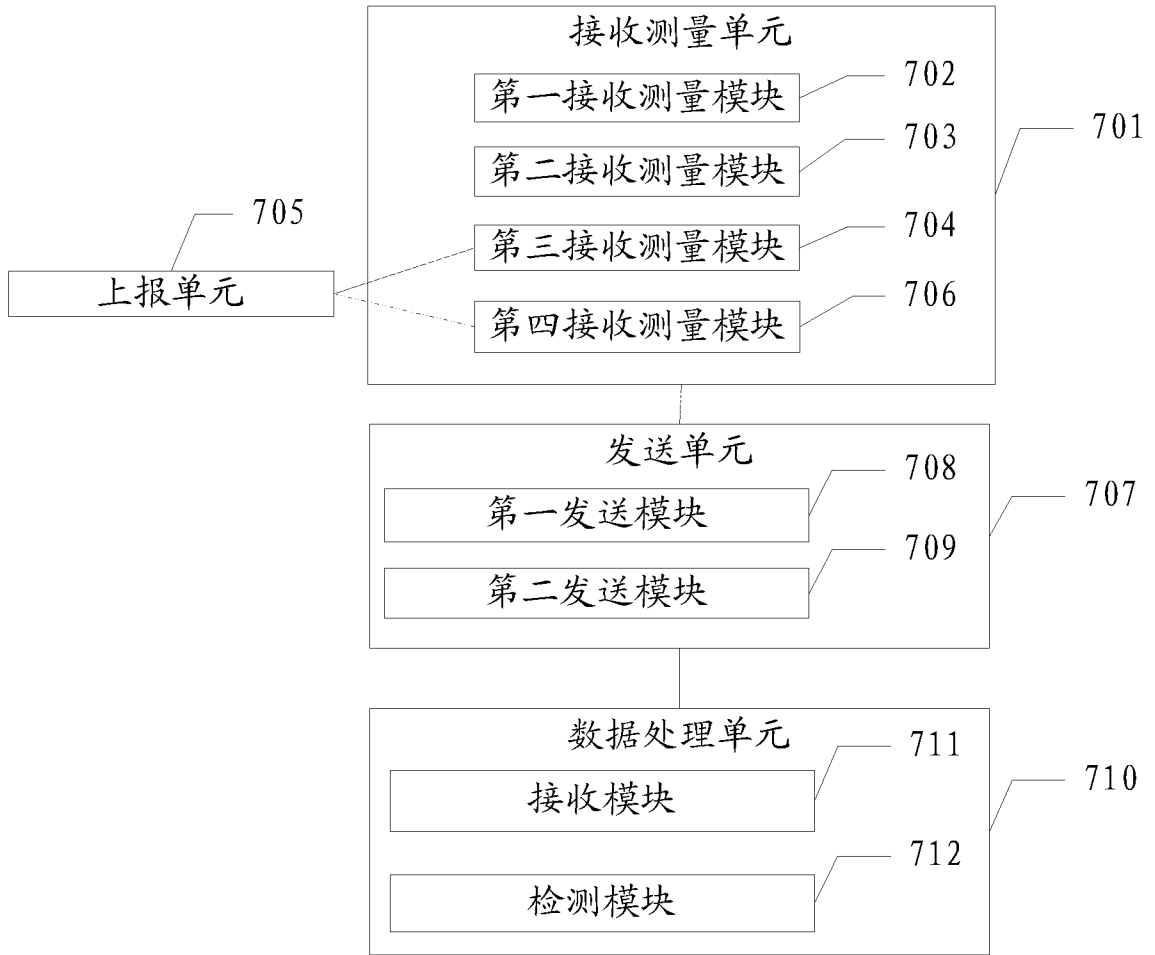 接收测量单元
第一接收测量模块
702
701
第二接收测量模块
703
第三接收测量模块
704
705
上报单元
第四接收测量模块
706
发送单元
第一发送模块
708
707
第二发送模块
709
数据处理单元
接收模块
711
710
检测模块
712